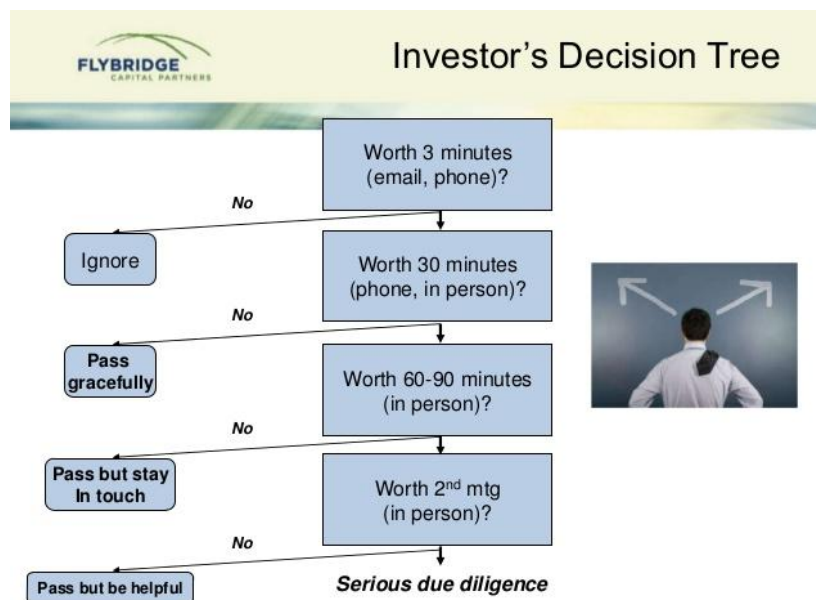 FLYBRIDGE
CAPITAL PARTNERS
Investor's Decision Tree
Worth 3 minutes
(email, phone)?
No
Ignore
Worth 30 minutes
(phone, in person)?
No
Pass
gracefully
Worth 60-90 minutes
(in person)?
No
Pass but stay
In touch
Worth 2nd mtg
(in person)?
No
Pass but be helpful
Serious due diligence